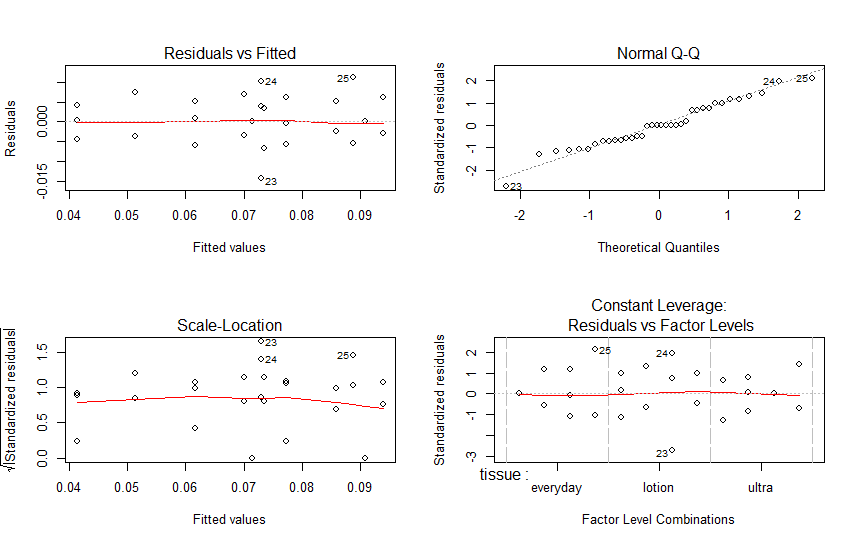 Residuals vs Fitted
Residuals
0.000
-0.015
24
25
23
0.04 0.05 0.06 0.07 0.08 0.09
Fitted values
Normal Q-Q
Standardized residuals
2
1
0
-1
-2
24
25
23
-2 -1 0 1 2
Theoretical Quantiles
Scale-Location
√|Standardized residuals|
1.5
1.0
0.5
0.0
23
24
25
0.04 0.05 0.06 0.07 0.08 0.09
Fitted values
Constant Leverage:
Residuals vs Factor Levels
Standardized residuals
2
1
0
-1
-3
25
24
23
tissue :
everyday lotion ultra
Factor Level Combinations